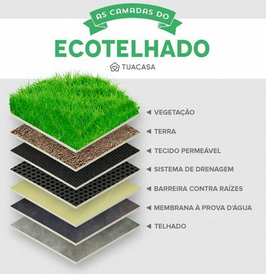 AS CAMADAS DO
ECOTELHADO
TUACASA
VEGETAÇÃO
TERRA
TECIDO PERMEÁVEL
SISTEMA DE DRENAGEM
BARREIRA CONTRA RAÍZES
MEMBRANA À PROVA D'ÁGUA
TELHADO